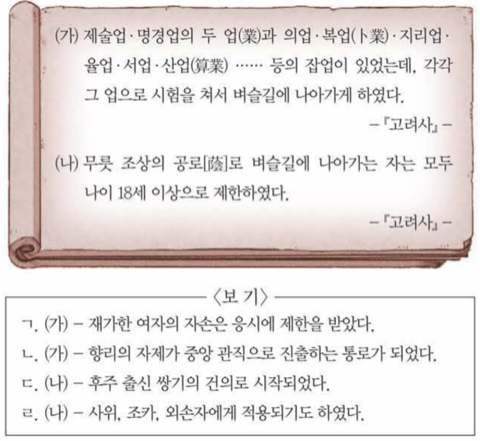 (가) 제술업·명경업의 두 업(業)과 의업·복업(卜業)·지리업·
율업·서업·산업(算業) …… 등의 잡업이 있었는데, 각각
그 업으로 시험을 쳐서 벼슬길에 나아가게 하였다.
-『고려사』-
(나) 무릇 조상의 공로[蔭]로 벼슬길에 나아가는 자는 모두
나이 18세 이상으로 제한하였다.
-『고려사』-
〈보 기〉
ㄱ. (가) - 재가한 여자의 자손은 응시에 제한을 받았다.
ㄴ. (가) - 향리의 자제가 중앙 관직으로 진출하는 통로가 되었다.
ㄷ. (나) - 후주 출신 쌍기의 건의로 시작되었다.
ㄹ. (나) - 사위, 조카, 외손자에게 적용되기도 하였다.